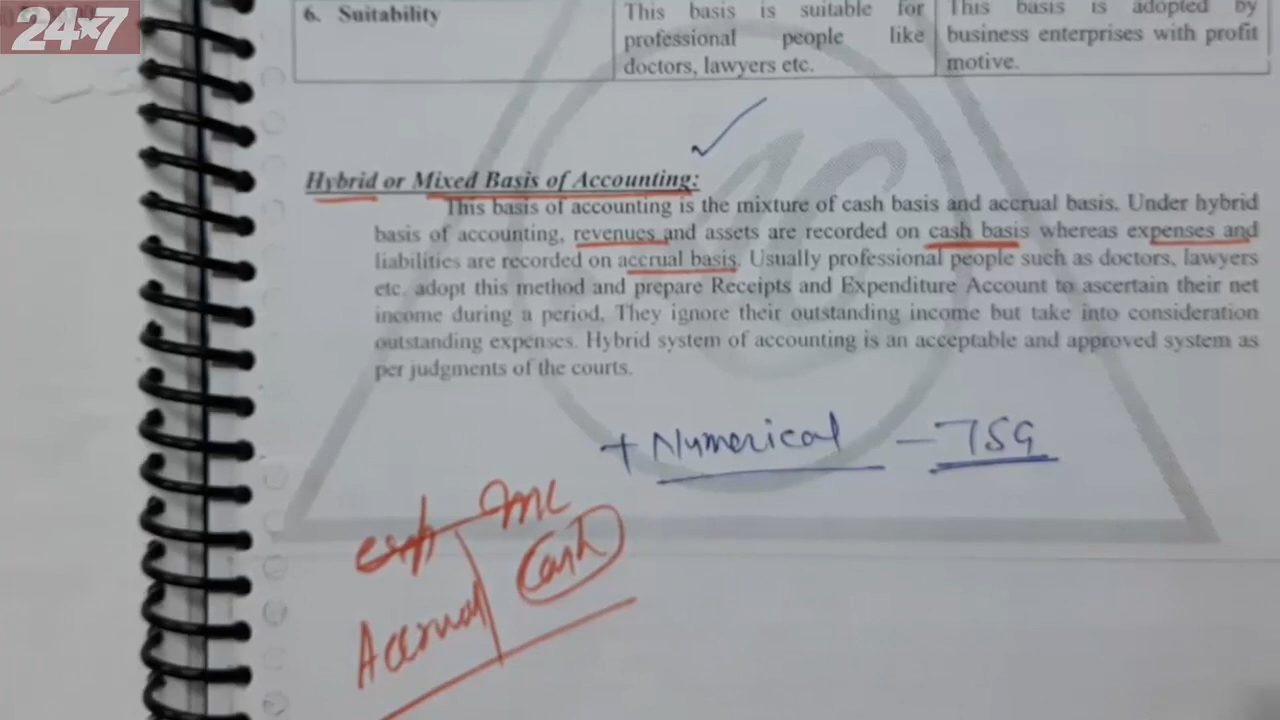 24x7
6. Suitability
This basis is suitable for professional people like doctors, lawyers etc.
This basis is adopted by business enterprises with profit motive.
Hybrid or Mixed Basis of Accounting:
This basis of accounting is the mixture of cash basis and accrual basis. Under hybrid
basis of accounting, revenues and assets are recorded on cash basis whereas expenses and
liabilities are recorded on accrual basis. Usually professional people such as doctors, lawyers
etc. adopt this method and prepare Receipts and Expenditure Account to ascertain their net
income during a period. They ignore their outstanding income but take into consideration
outstanding expenses. Hybrid system of accounting is an acceptable and approved system as
per judgments of the courts.
+ Numerical – TSG
Cash
Accrual